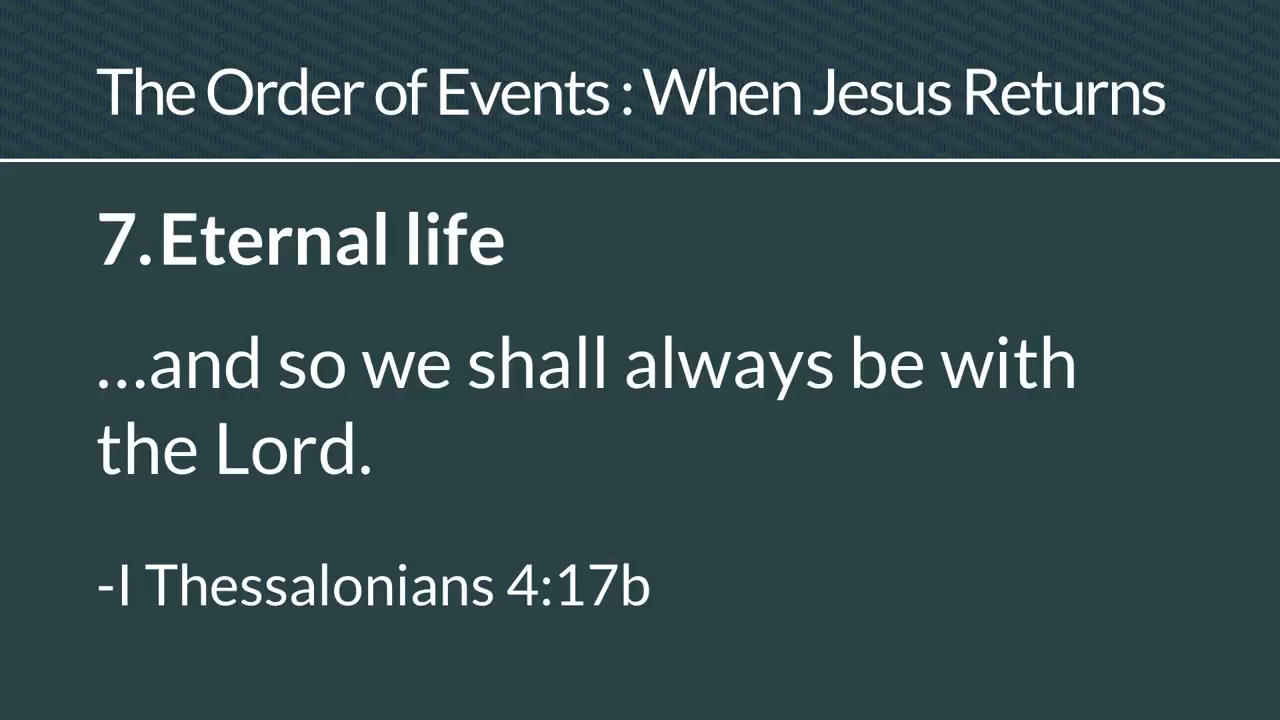 The Order of Events : When Jesus Returns
7. Eternal life
...and so we shall always be with
the Lord.
-I Thessalonians 4:17b